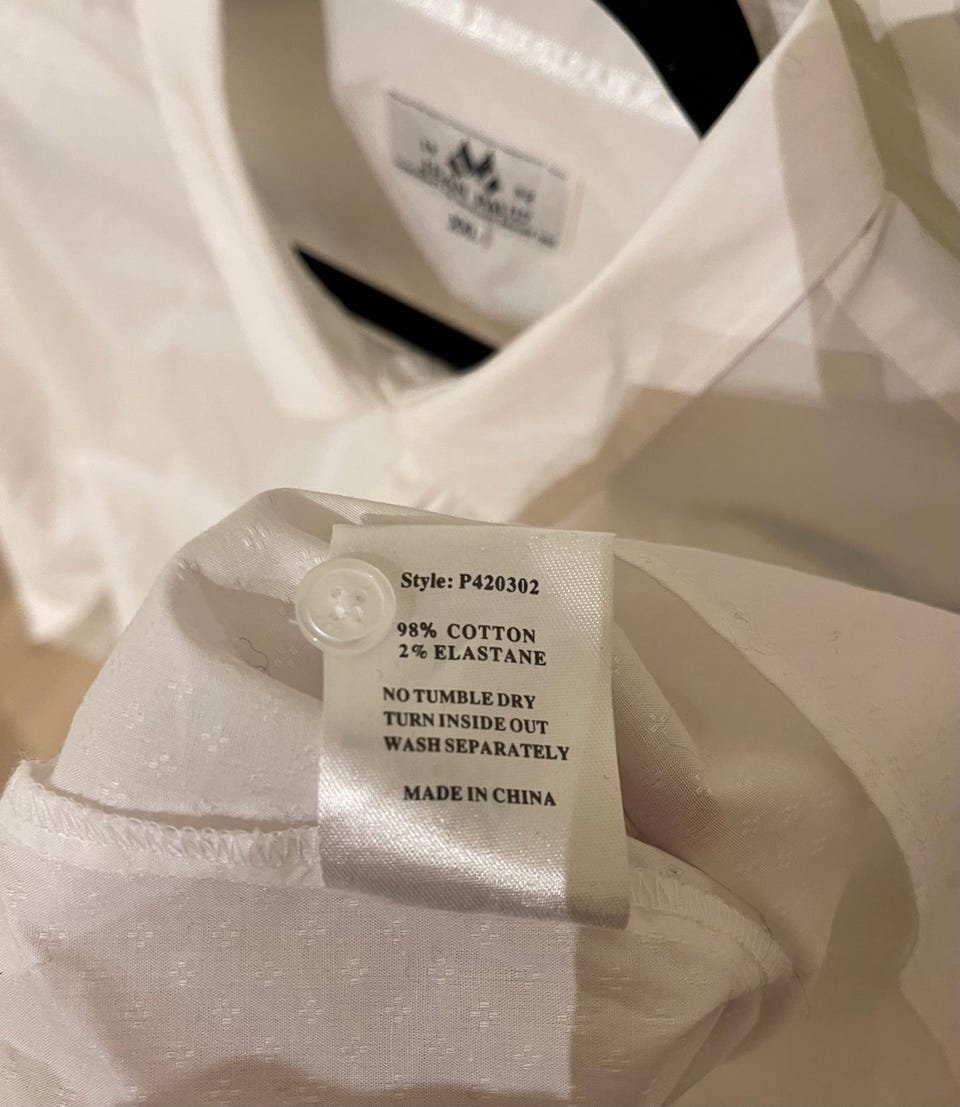 Style: P420302
98% COTTON
2% ELASTANE
NO TUMBLE DRY
TURN INSIDE OUT
WASH SEPARATELY
MADE IN CHINA